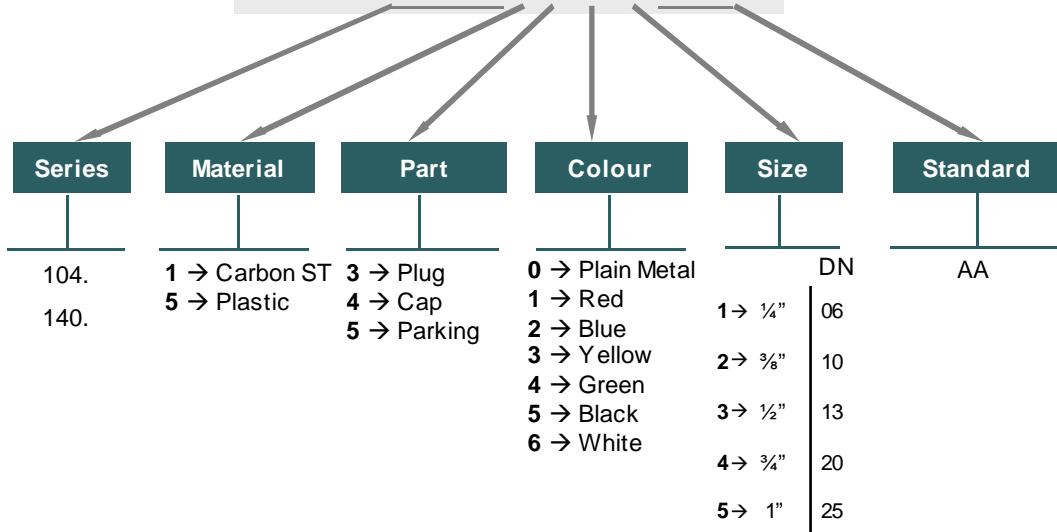 Series
Material
Part
Colour
Size
Standard
104.
140.
1 → Carbon ST
5 → Plastic
3 → Plug
4 → Cap
5 → Parking
0 → Plain Metal
1 → Red
2 → Blue
3 → Yellow
4 → Green
5 → Black
6 → White
DN
1→ ¼” 06
2→ ⅜” 10
3→ ½” 13
4→ ¾” 20
5→ 1” 25
AA